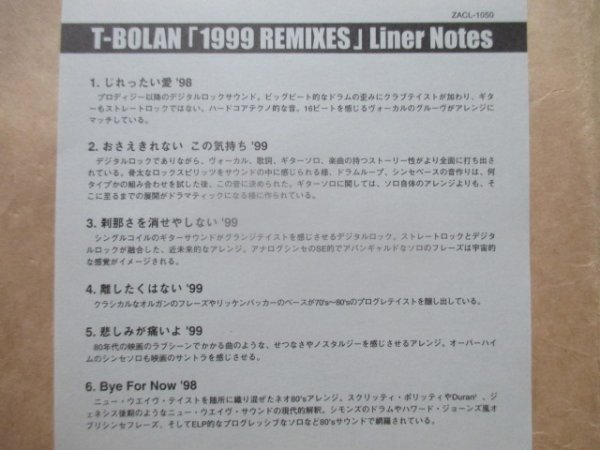 ZACL-1050
T-BOLAN「1999 REMIXES」Liner Notes
1. じれったい愛 '98
プロディジー以降のデジタルロックサウンド。ビッグビート的なドラムの歪みにクラブテイストが加わり、ギタ
ーもストレートロックではない、ハードコアテクノ的な音。16ビートを感じるヴォーカルのグルーヴがアレンジに
マッチしている。
2. おさえきれない この気持ち '99
デジタルロックでありながら、ヴォーカル、歌詞、ギターソロ、楽曲の持つストーリー性がより全面に打ち出さ
れている。骨太なロックスピリッツをサウンドの中に感じられる様、ドラムループ、シンセベースの音作りは、何
タイプかの組み合わせを試した後、この音に決められた。ギターソロに関しては、ソロ自体のアレンジよりも、そ
こに至るまでの展開がドラマティックになる様に作られている。
3. 刹那さを消せやしない '99
シングルコイルのギターサウンドがグランジテイストを感じさせるデジタルロック。ストレートロックとデジタ
ルロックが融合した、近未来的なアレンジ。アナログシンセのSE的でアバンギャルドなソロのフレーズは宇宙的
な感覚がイメージされる。
4. 離したくはない '99
クラシカルなオルガンのフレーズやリッケンバッカーのベースが70's〜80'sのプログレテイストを醸し出している。
5. 悲しみが痛いよ '99
80年代の映画のラブシーンでかかる曲のような、せつなさやノスタルジーを感じさせるアレンジ。オーバーハイ
ムのシンセソロも映画のサントラを感じさせる。
6. Bye For Now '98
ニュー・ウエイヴ・テイストを随所に織り混ぜたネオ80'sアレンジ。スクリッティ・ポリッティやDuran²、ジ
ェネシス後期のようなニュー・ウエイヴ・サウンドの現代的解釈。シモンズのドラムやハワード・ジョーンズ風オ
ブリシンセフレーズ、そしてELP的なプログレッシブなソロなど80'sサウンドで網羅されている。